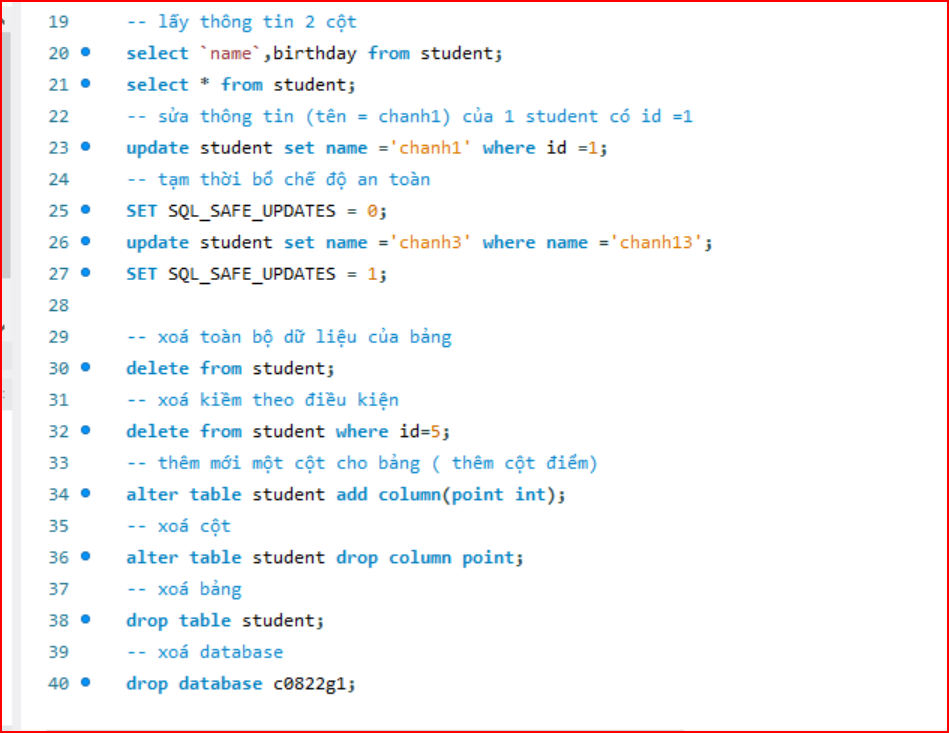 19 -- lấy thông tin 2 cột
20 select `name`,birthday from student;
21 select * from student;
22 -- sửa thông tin (tên = chanh1) của 1 student có id =1
23 update student set name ='chanh1' where id =1;
24 -- tạm thời bổ chế độ an toàn
25 SET SQL_SAFE_UPDATES = 0;
26 update student set name ='chanh3' where name ='chanh13';
27 SET SQL_SAFE_UPDATES = 1;
28
29 -- xoá toàn bộ dữ liệu của bảng
30 delete from student;
31 -- xoá kiềm theo điều kiện
32 delete from student where id=5;
33 -- thêm mới một cột cho bảng ( thêm cột điểm)
34 alter table student add column(point int);
35 -- xoá cột
36 alter table student drop column point;
37 -- xoá bảng
38 drop table student;
39 -- xoá database
40 drop database c0822g1;